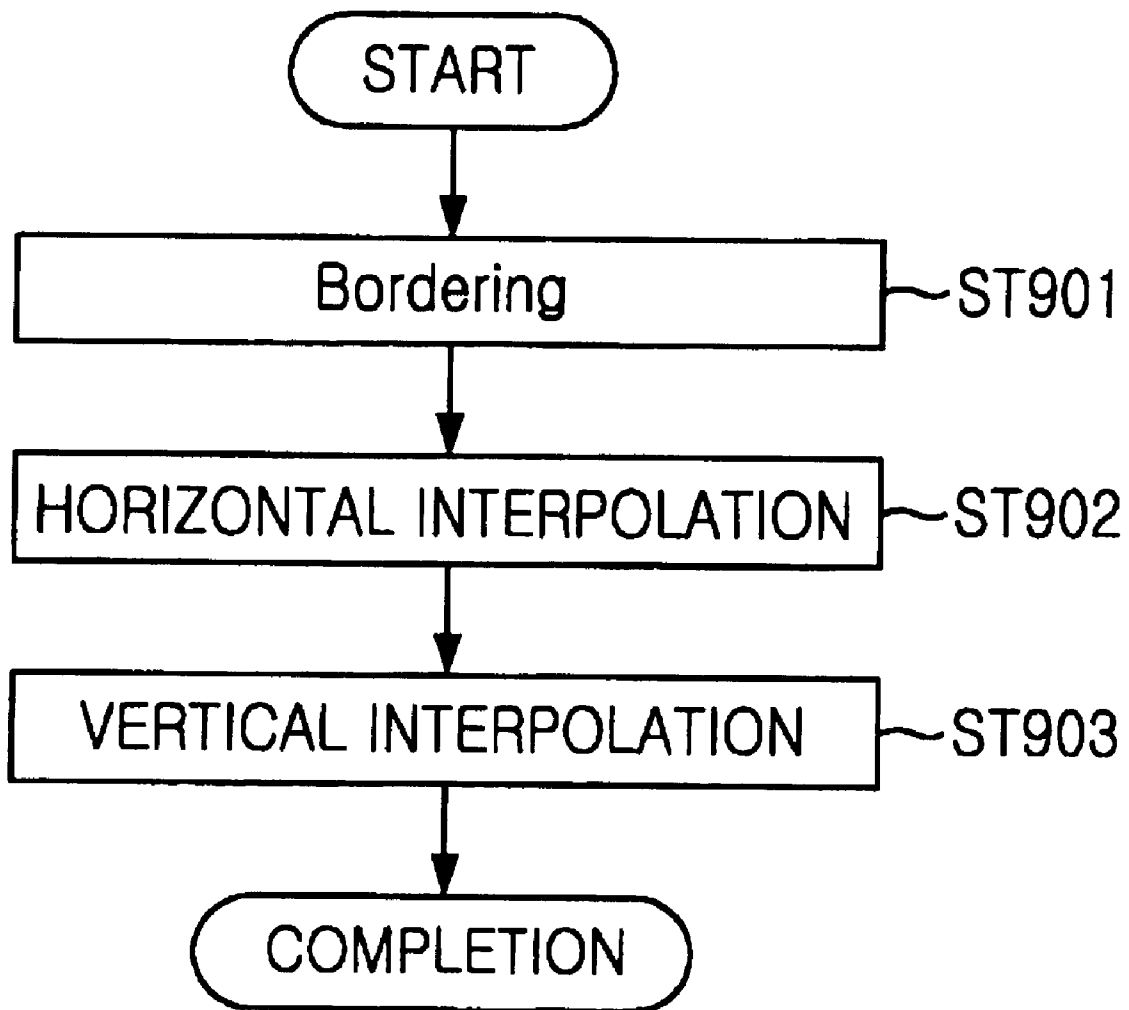 START
Bordering
ST901
HORIZONTAL INTERPOLATION
ST902
VERTICAL INTERPOLATION
ST903
COMPLETION